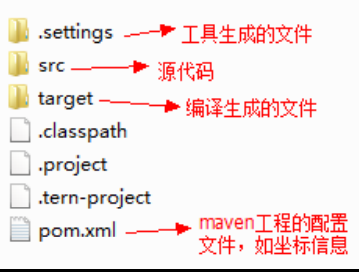 .settings
工具生成的文件
src
源代码
target
编译生成的文件
.classpath
.project
.tern-project
pom.xml
maven工程的配置
文件，如坐标信息